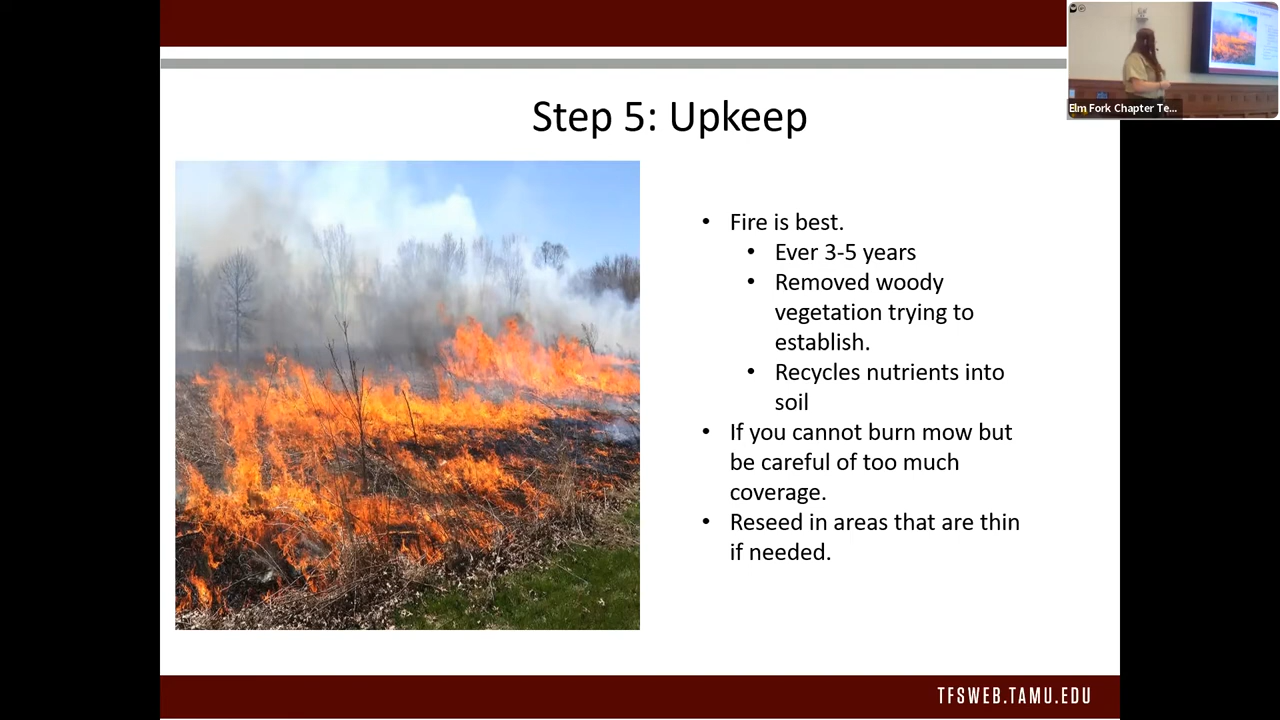 Elm Fork Chapter Te...
Step 5: Upkeep
• Fire is best.
• Ever 3-5 years
• Removed woody
vegetation trying to
establish.
• Recycles nutrients into
soil
• If you cannot burn mow but
be careful of too much
coverage.
• Reseed in areas that are thin
if needed.
TFSWEB.TAMU.EDU